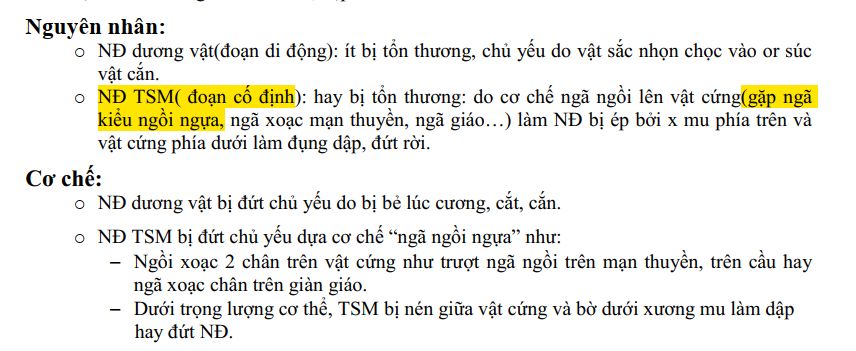 Nguyên nhân:
o NĐ dương vật(đoạn di động): ít bị tổn thương, chủ yếu do vật sắc nhọn chọc vào or súc
vật cắn.
o NĐ TSM( đoạn cố định): hay bị tổn thương: do cơ chế ngã ngồi lên vật cứng(gặp ngã
kiểu ngồi ngựa, ngã xoạc mạn thuyền, ngã giáo…) làm NĐ bị ép bởi x mu phía trên và
vật cứng phía dưới làm đụng dập, đứt rời.
Cơ chế:
o NĐ dương vật bị đứt chủ yếu do bị bẻ lúc cương, cắt, cắn.
o NĐ TSM bị đứt chủ yếu dựa cơ chế “ngã ngồi ngựa” như:
− Ngồi xoạc 2 chân trên vật cứng như trượt ngã ngồi trên mạn thuyền, trên cầu hay
ngã xoạc chân trên giàn giáo.
− Dưới trọng lượng cơ thể, TSM bị nén giữa vật cứng và bờ dưới xương mu làm dập
hay đứt NĐ.